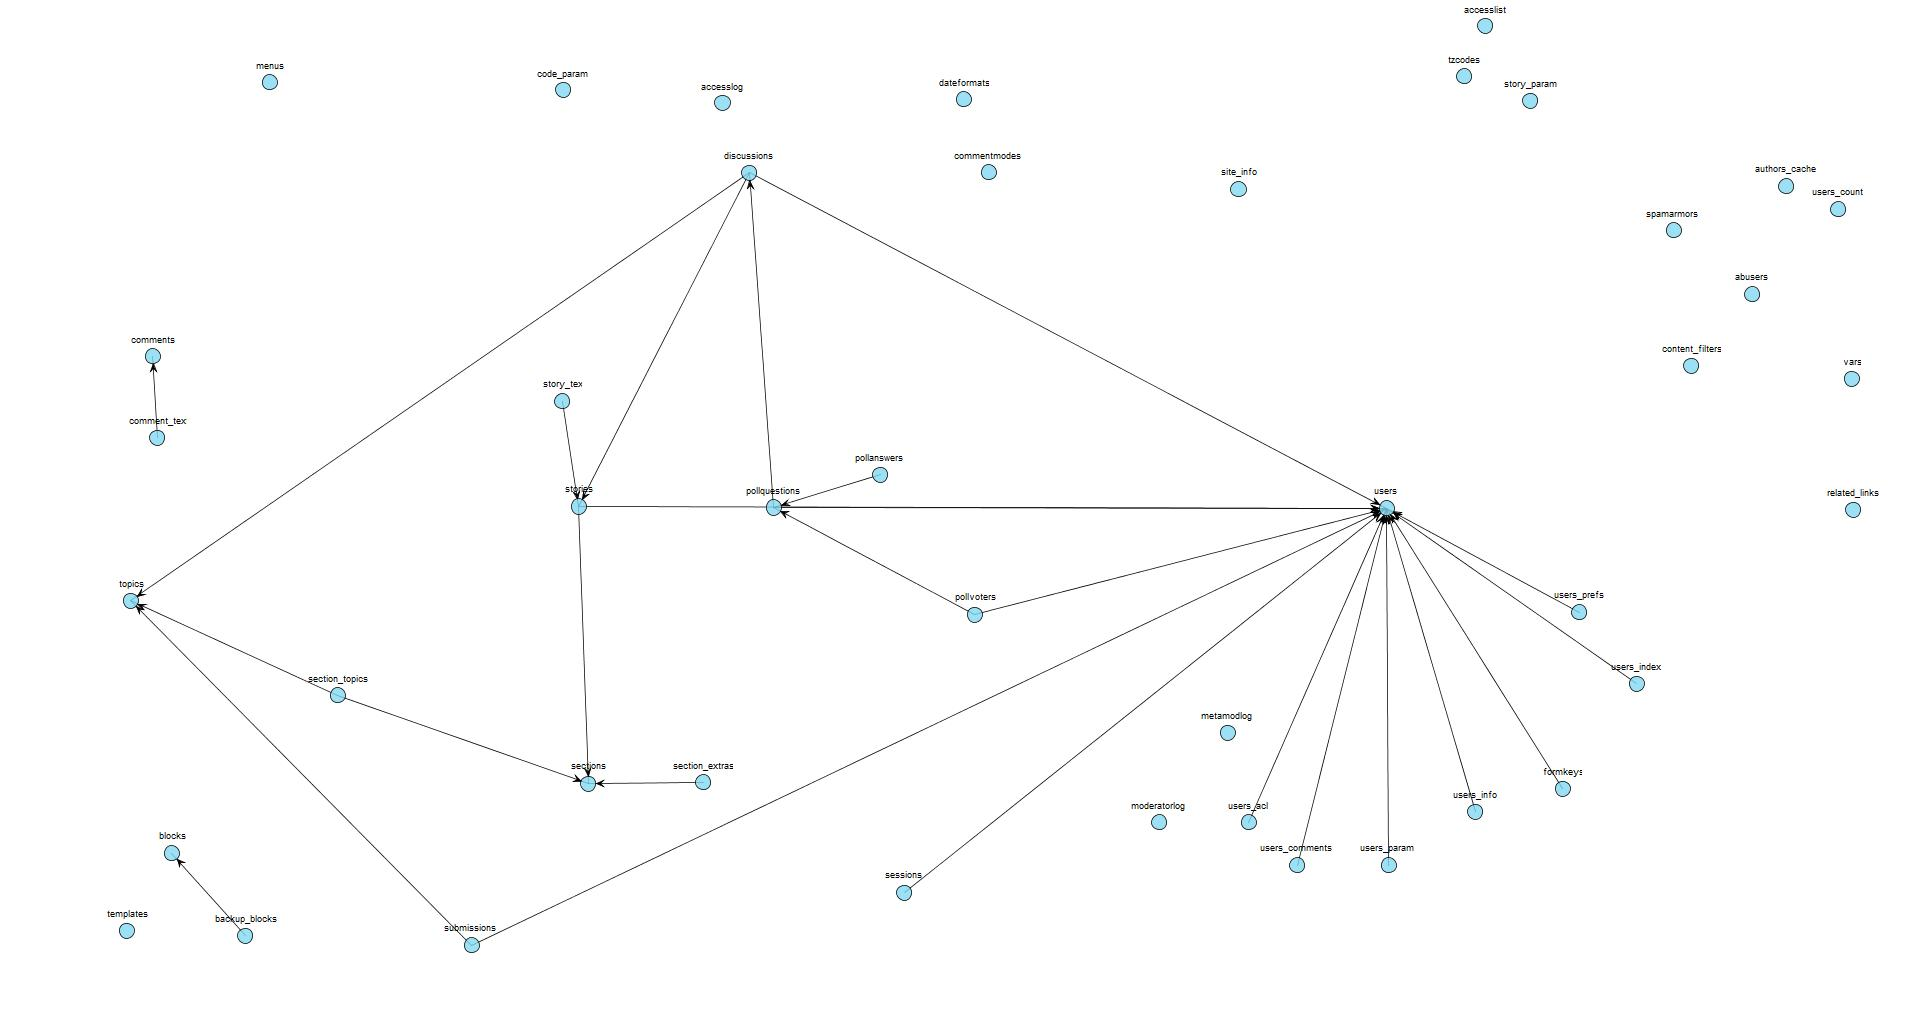 accesslist
menus
tzcodes
code_param
dateformats
story_param
accesslog
discussions
commentmodes
authors_cache
site_info
users_count
spamarmors
abusers
comments
content_filters
vars
story_tex
comment_tex
pollanswers
stories
pollquestions
users
related_links
topics
users_prefs
pollvoters
users_index
section_topics
metamodlog
sections
section_extras
formkeys
users_info
moderatorlog
users_acl
blocks
users_comments
users_param
sessions
templates
backup_blocks
submissions